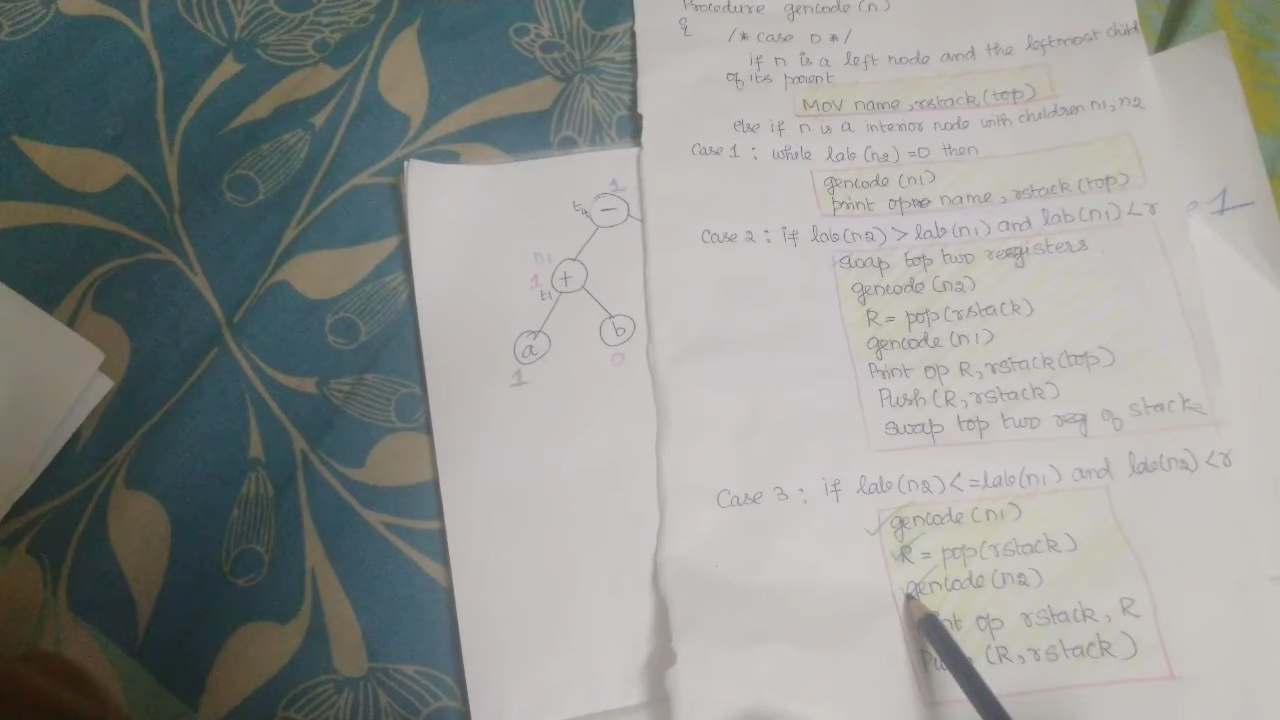 Procedure gencode(n)
{
/* case 0 */
if n is a left node and the leftmost child
of its parent
MOV name, rstack(top)
else if n is a interior node with children n1, n2
Case 1 : while lab(n2) = 0 then
gencode(n1)
print op name, rstack(top)
Case 2 : if lab(n2) > lab(n1) and lab(n1) < r
swap top two registers
gencode(n2)
R = pop(rstack)
gencode(n1)
Print op R, rstack(top)
Push(R, rstack)
swap top two reg of stack
Case 3 : if lab(n2) <= lab(n1) and lab(n2) < r
gencode(n1)
R = pop(rstack)
gencode(n2)
op rstack, R
(R, rstack)
1
t4 −
n1
1 +
t1
a b
1 0
1